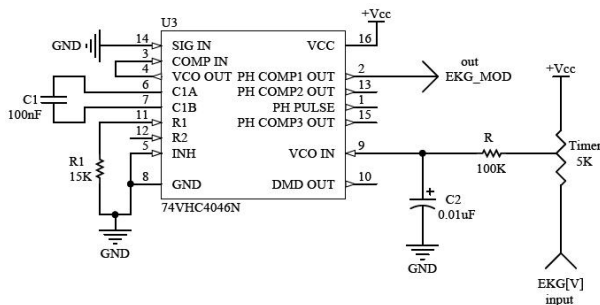 U3
+Vcc
GND
14 SIG IN
3 COMP IN
4 VCO OUT
6 C1A
7 C1B
11 R1
12 R2
5 INH
8 GND
VCC 16
PH COMP1 OUT 2
PH COMP2 OUT 13
PH PULSE 1
PH COMP3 OUT 15
VCO IN 9
DMD OUT 10
74VHC4046N
C1
100nF
R1
15K
GND
out
EKG_MOD
+Vcc
R
100K
Timer
5K
C2
0.01uF
+
GND
EKG[V]
input